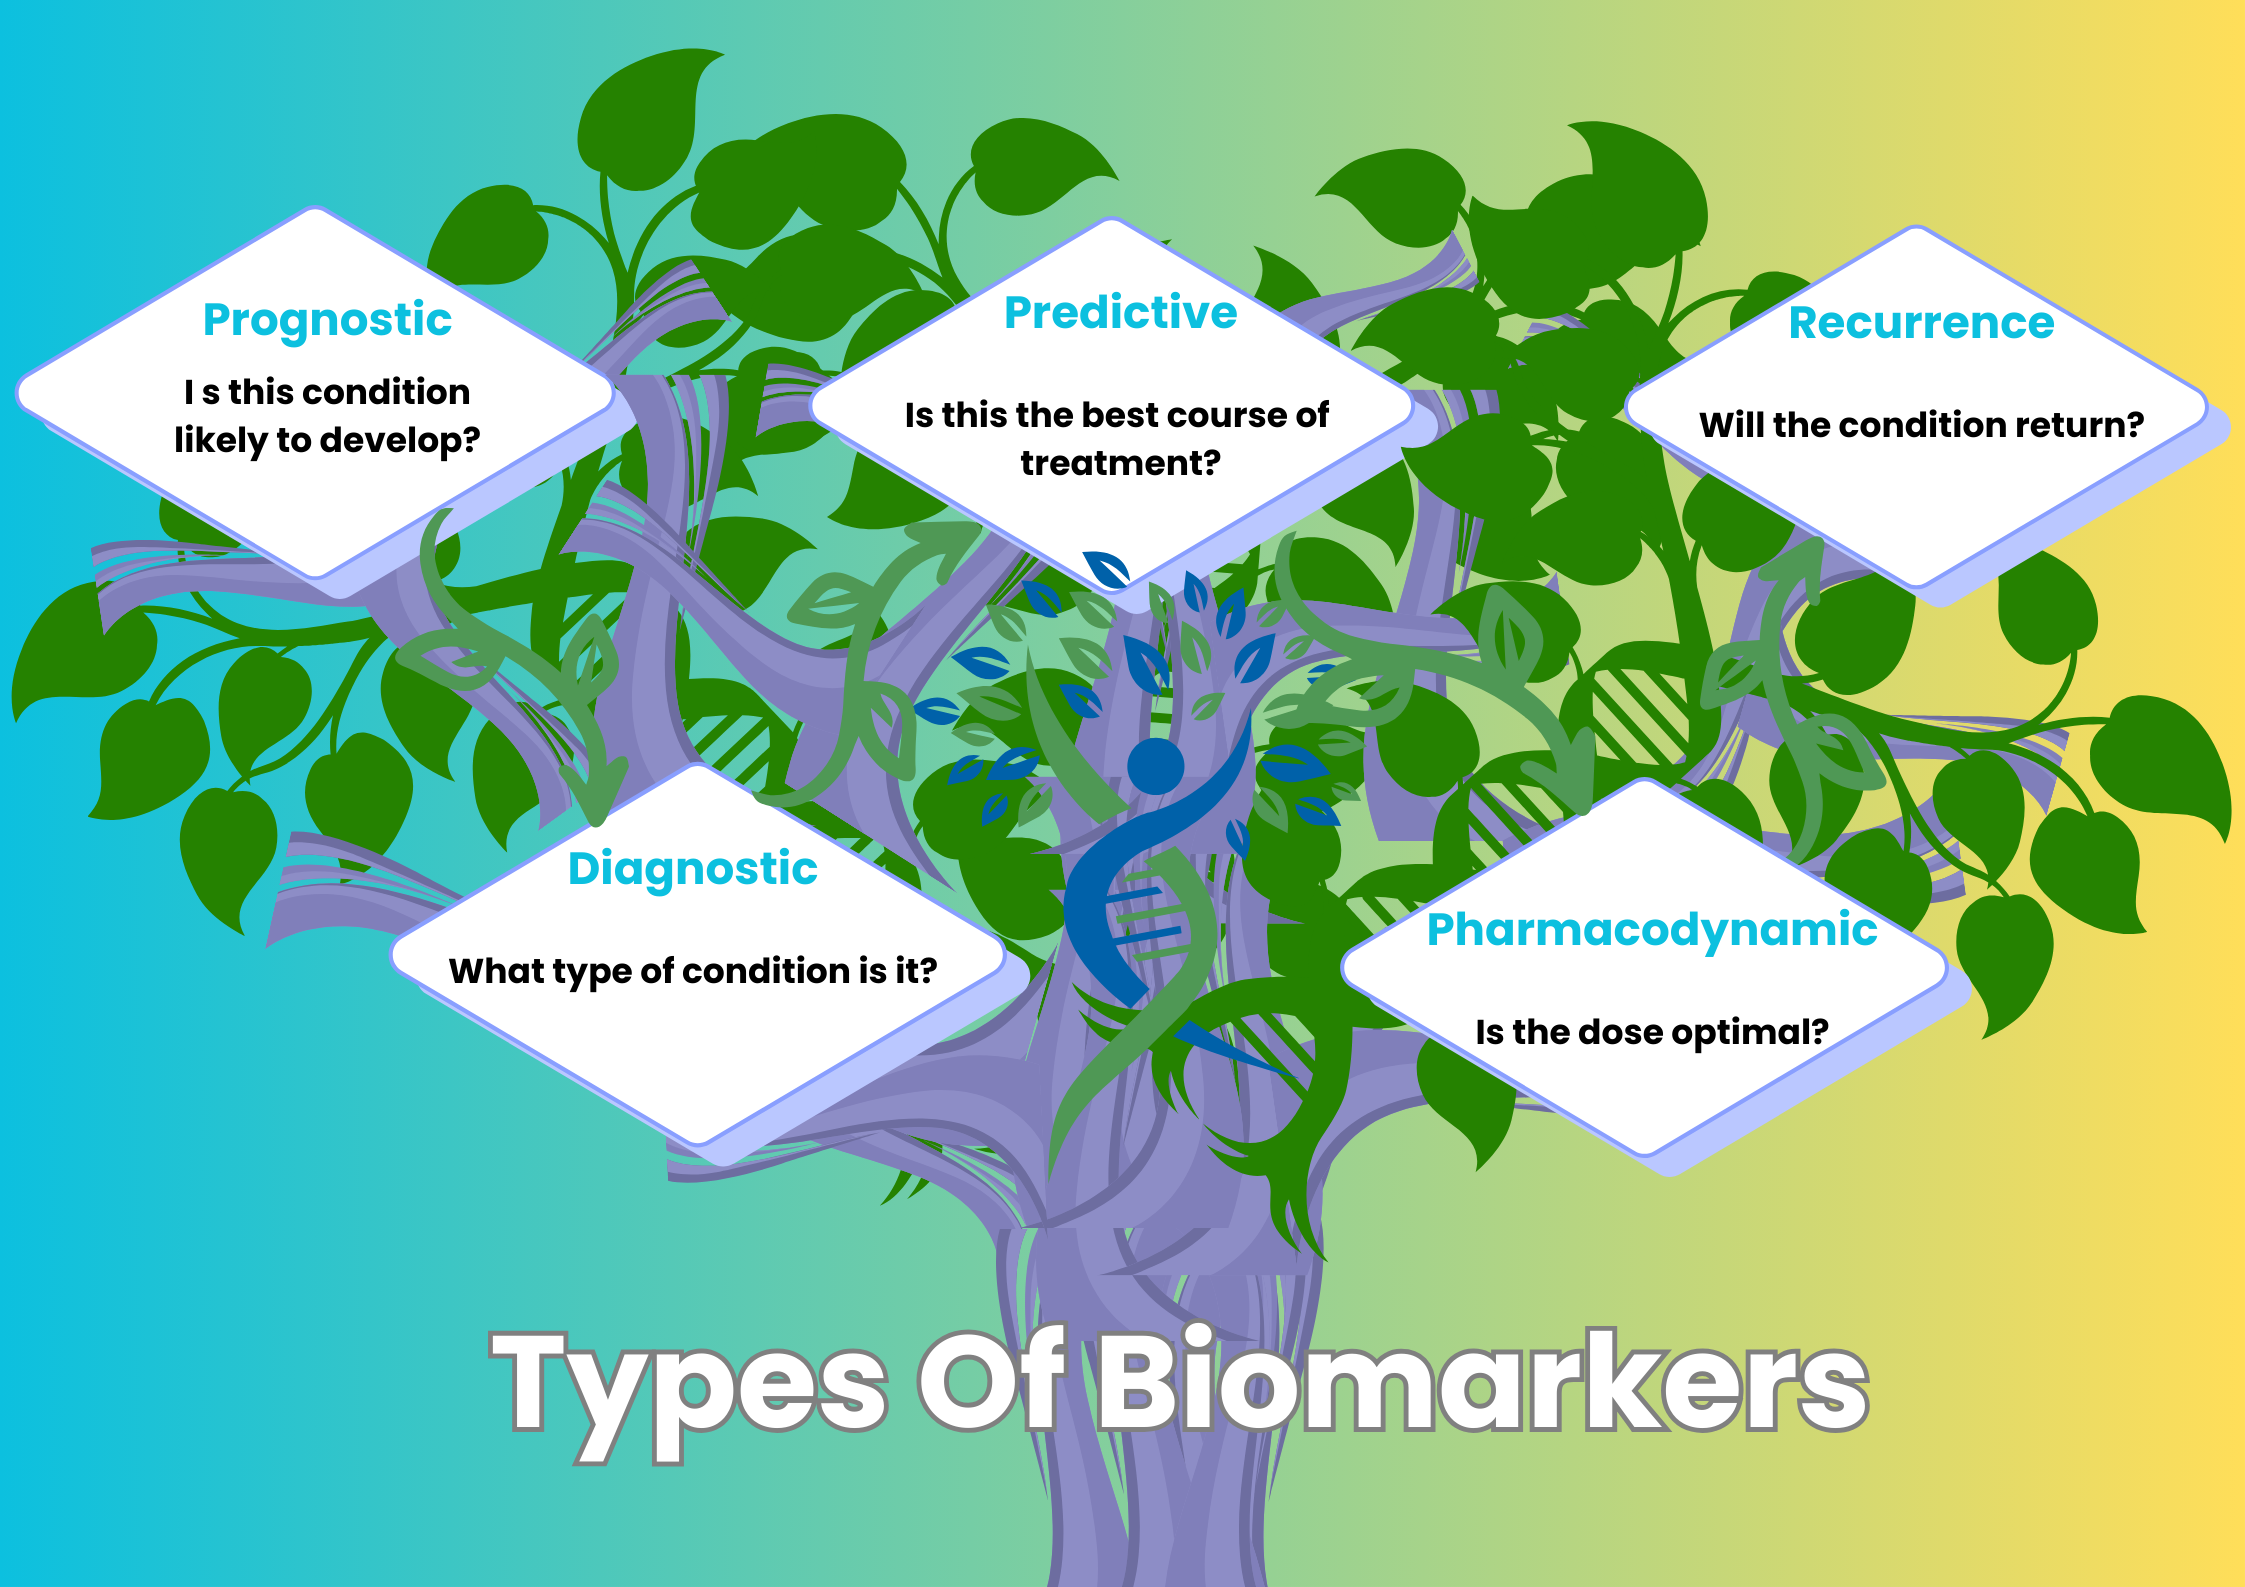 Prognostic
I s this condition
likely to develop?
Predictive
Is this the best course of
treatment?
Recurrence
Will the condition return?
Diagnostic
What type of condition is it?
Pharmacodynamic
Is the dose optimal?
Types Of Biomarkers